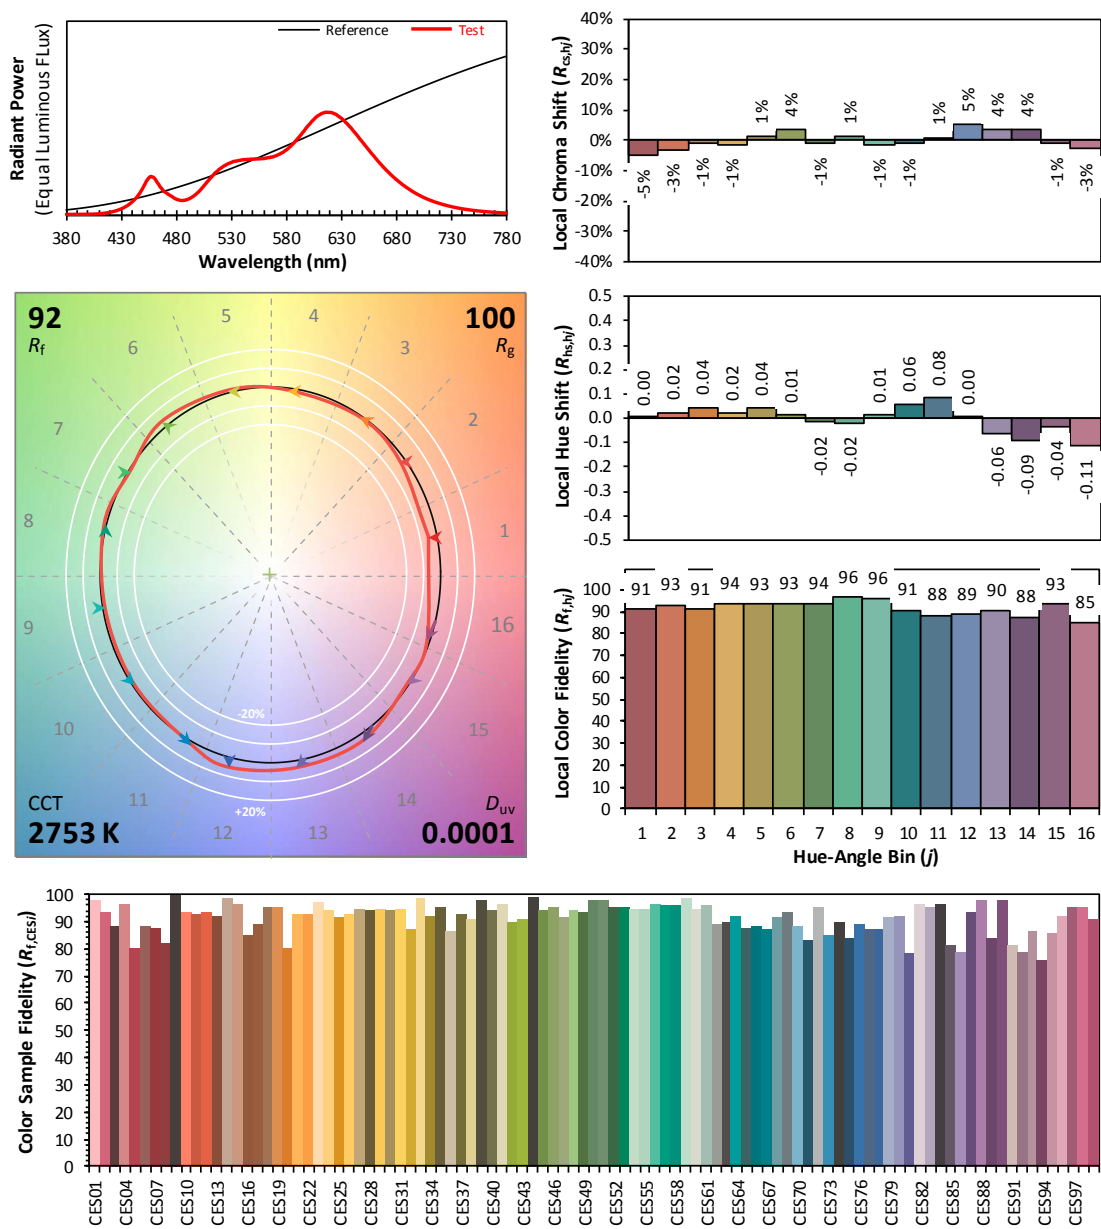 Radiant Power
(Equal Luminous FLux)
Reference
Test
380 430 480 530 580 630 680 730 780
Wavelength (nm)
Local Chroma Shift (Rcs,hj)
40%
30%
20%
10%
0%
-10%
-20%
-30%
-40%
-5% -3% -1% -1% 1% 4% -1% 1% -1% -1% 1% 5% 4% 4% -1% -3%
92
Rf
100
Rg
5 4
6 3
7 2
8 1
9 16
10 15
11 14
12 13
-20%
+20%
CCT
2753 K
Duv
0.0001
Local Hue Shift (Rhs,hj)
0.5
0.4
0.3
0.2
0.1
0.0
-0.1
-0.2
-0.3
-0.4
-0.5
0.00 0.02 0.04 0.02 0.04 0.01 -0.02 -0.02 0.01 0.06 0.08 0.00 -0.06 -0.09 -0.04 -0.11
Local Color Fidelity (Rf,hj)
100
90
80
70
60
50
40
30
20
10
0
91 93 91 94 93 93 94 96 96 91 88 89 90 88 93 85
1 2 3 4 5 6 7 8 9 10 11 12 13 14 15 16
Hue-Angle Bin (j)
Color Sample Fidelity (Rf,CESi)
100
90
80
70
60
50
40
30
20
10
0
CES01 CES04 CES07 CES10 CES13 CES16 CES19 CES22 CES25 CES28 CES31 CES34 CES37 CES40 CES43 CES46 CES49 CES52 CES55 CES58 CES61 CES64 CES67 CES70 CES73 CES76 CES79 CES82 CES85 CES88 CES91 CES94 CES97